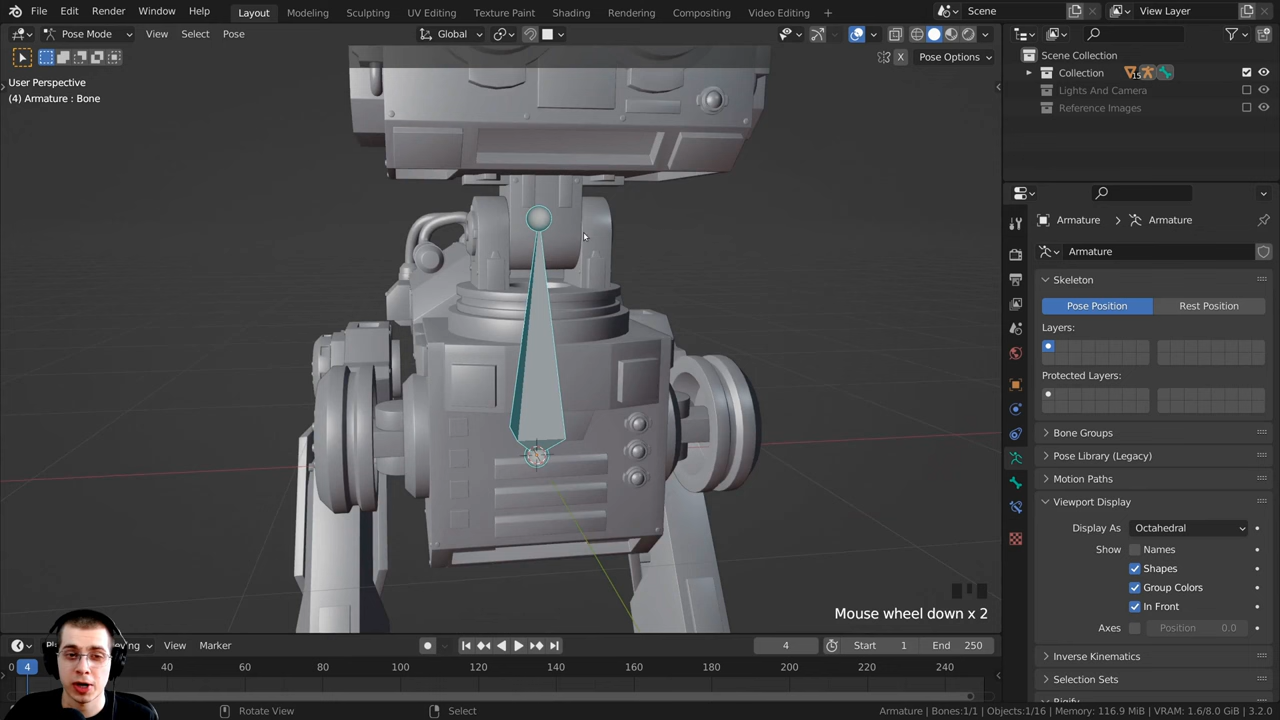 File Edit Render Window Help Layout Modeling Sculpting UV Editing Texture Paint Shading Rendering Compositing Video Editing + Scene View Layer
Pose Mode View Select Pose Global
X Pose Options
User Perspective
(4) Armature : Bone
Scene Collection
Collection 15
Lights And Camera
Reference Images
Armature Armature
Armature
Skeleton
Pose Position Rest Position
Layers:
Protected Layers:
Bone Groups
Pose Library (Legacy)
Motion Paths
Viewport Display
Display As Octahedral
Show Names
Shapes
Group Colors
In Front
Axes Position 0.0
Inverse Kinematics
Selection Sets
Rigify
Mouse wheel down x 2
View Marker 4 Start 1 End 250
0 4 40 60 80 100 120 140 160 180 200 220 240
Rotate View Select Armature | Bones:1/1 | Objects:1/16 | Memory: 116.9 MiB | VRAM: 1.6/8.0 GiB | 3.2.0